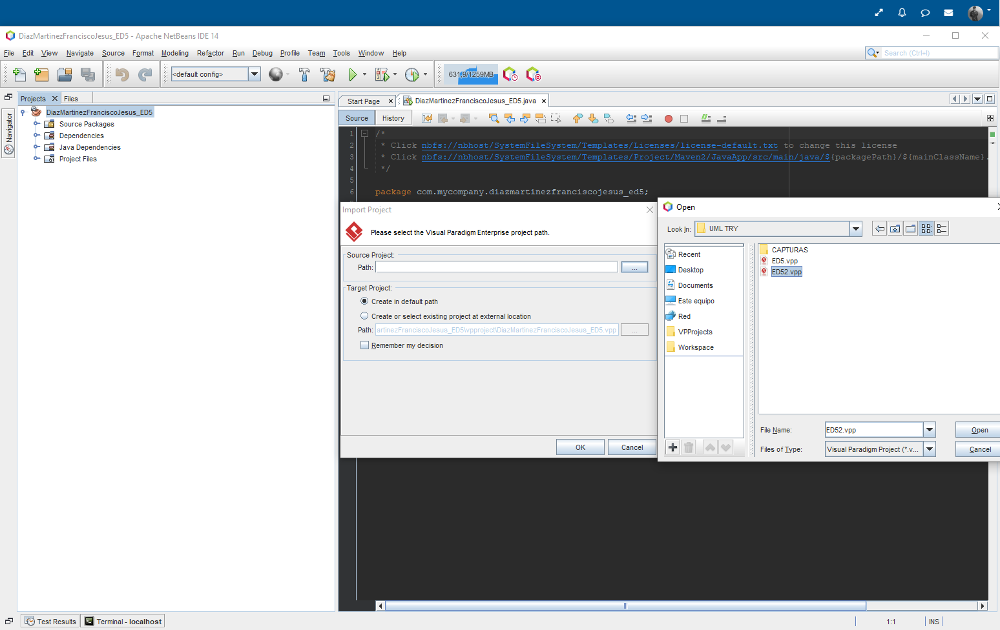 DiazMartinezFranciscoJesus_ED5 - Apache NetBeans IDE 14
File Edit View Navigate Source Format Modeling Refactor Run Debug Profile Team Tools Window Help
Search (Ctrl+I)
<default config>
631,9/1259MB
Projects
Files
Navigator
DiazMartinezFranciscoJesus_ED5
Source Packages
Dependencies
Java Dependencies
Project Files
Start Page
DiazMartinezFranciscoJesus_ED5.java
Source
History
1 /*
2 * Click nbfs://nbhost/SystemFileSystem/Templates/Licenses/license-default.txt to change this license
3 * Click nbfs://nbhost/SystemFileSystem/Templates/Project/Maven2/JavaApp/src/main/java/${packagePath}/${mainClassName}.
4 */
5
6 package com.mycompany.diazmartinezfranciscojesus_ed5;
Import Project
Please select the Visual Paradigm Enterprise project path.
Source Project:
Path:
...
Target Project:
Create in default path
Create or select existing project at external location
Path: artinezFranciscoJesus_ED5\vpproject\DiazMartinezFranciscoJesus_ED5.vpp
...
Remember my decision
OK
Cancel
Open
Look In: UML TRY
Recent
Desktop
Documents
Este equipo
Red
VPProjects
Workspace
CAPTURAS
ED5.vpp
ED52.vpp
File Name: ED52.vpp
Open
Files of Type: Visual Paradigm Project (*.v...
Cancel
Test Results
Terminal - localhost
1:1
INS